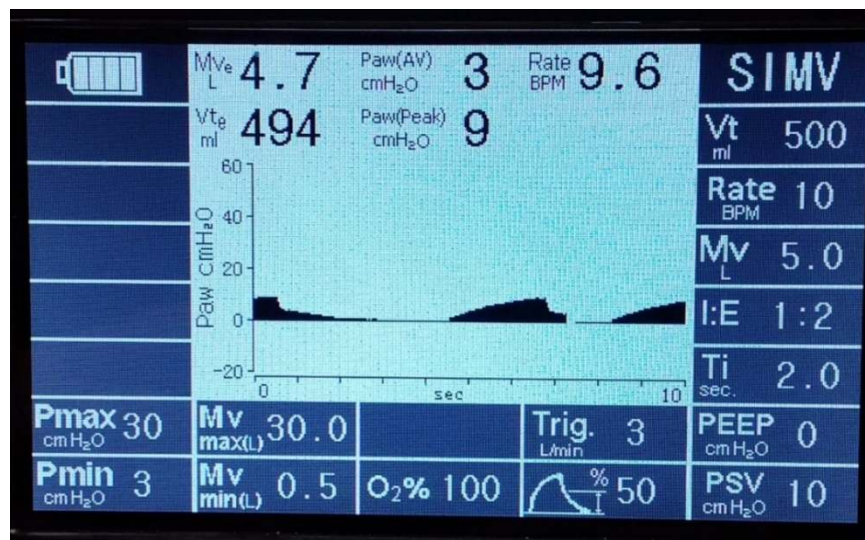 MVe L 4.7 Paw(AV) cmH₂O 3 Rate BPM 9.6
Vte ml 494 Paw(Peak) cmH₂O 9
SIMV
Vt ml 500
Rate BPM 10
Mv L 5.0
I:E 1:2
Ti sec. 2.0
PEEP cmH₂O 0
PSV cmH₂O 10
Paw cmH₂O
60
40
20
0
-20
0 sec 10
Pmax cmH₂O 30 Mv max(L) 30.0 Trig. L/min 3
Pmin cmH₂O 3 Mv min(L) 0.5 O₂% 100 % 50